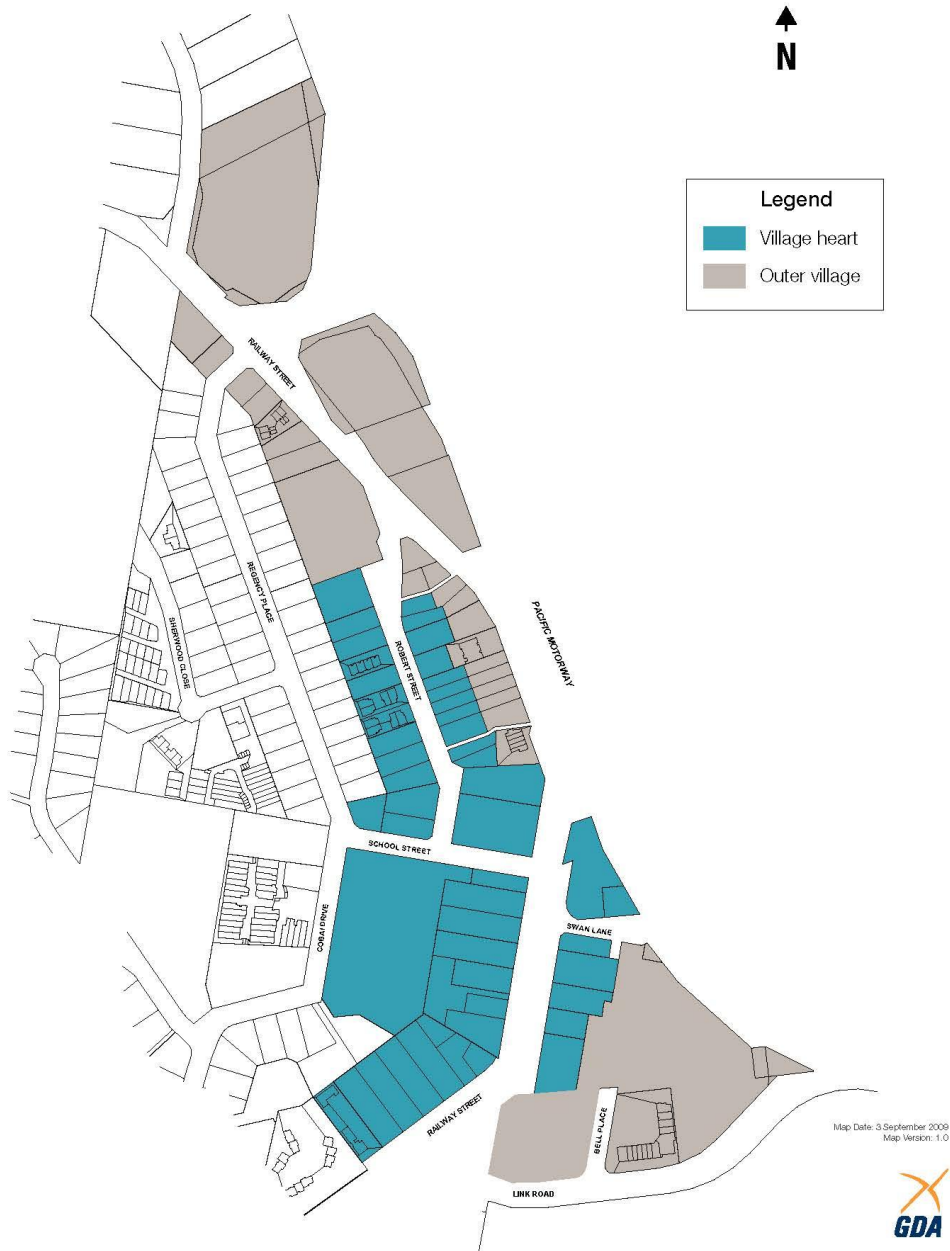 N
Legend
Village heart
Outer village
RAILWAY STREET
REGENCY PLACE
SHERWOOD CLOSE
ROBERT STREET
PACIFIC MOTORWAY
SCHOOL STREET
COBAI DRIVE
SWAN LANE
RAILWAY STREET
BELL PLACE
LINK ROAD
Map Date: 3 September 2009
Map Version: 1.0
GDA